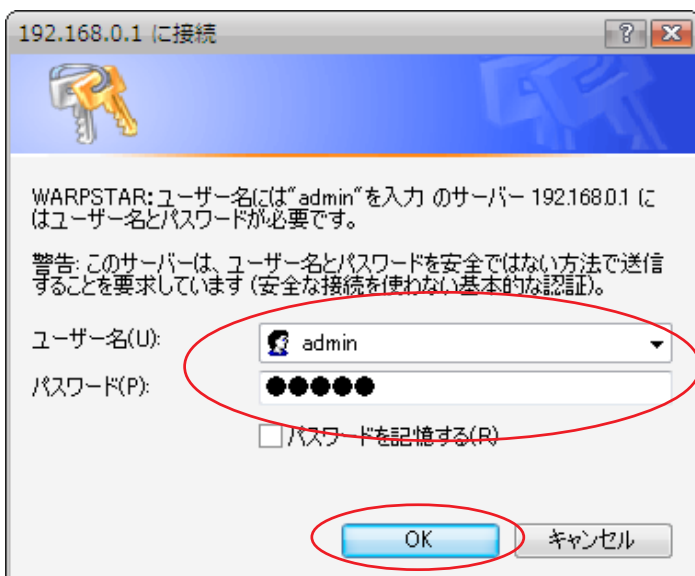 192.168.0.1 に接続
WARPSTAR:ユーザー名には"admin"を入力 のサーバー 192.168.0.1 に
はユーザー名とパスワードが必要です。
警告: このサーバーは、ユーザー名とパスワードを安全ではない方法で送信
することを要求しています (安全な接続を使わない基本的な認証)。
ユーザー名(U):
admin
パスワード(P):
●●●●●
パスワードを記憶する(R)
OK
キャンセル